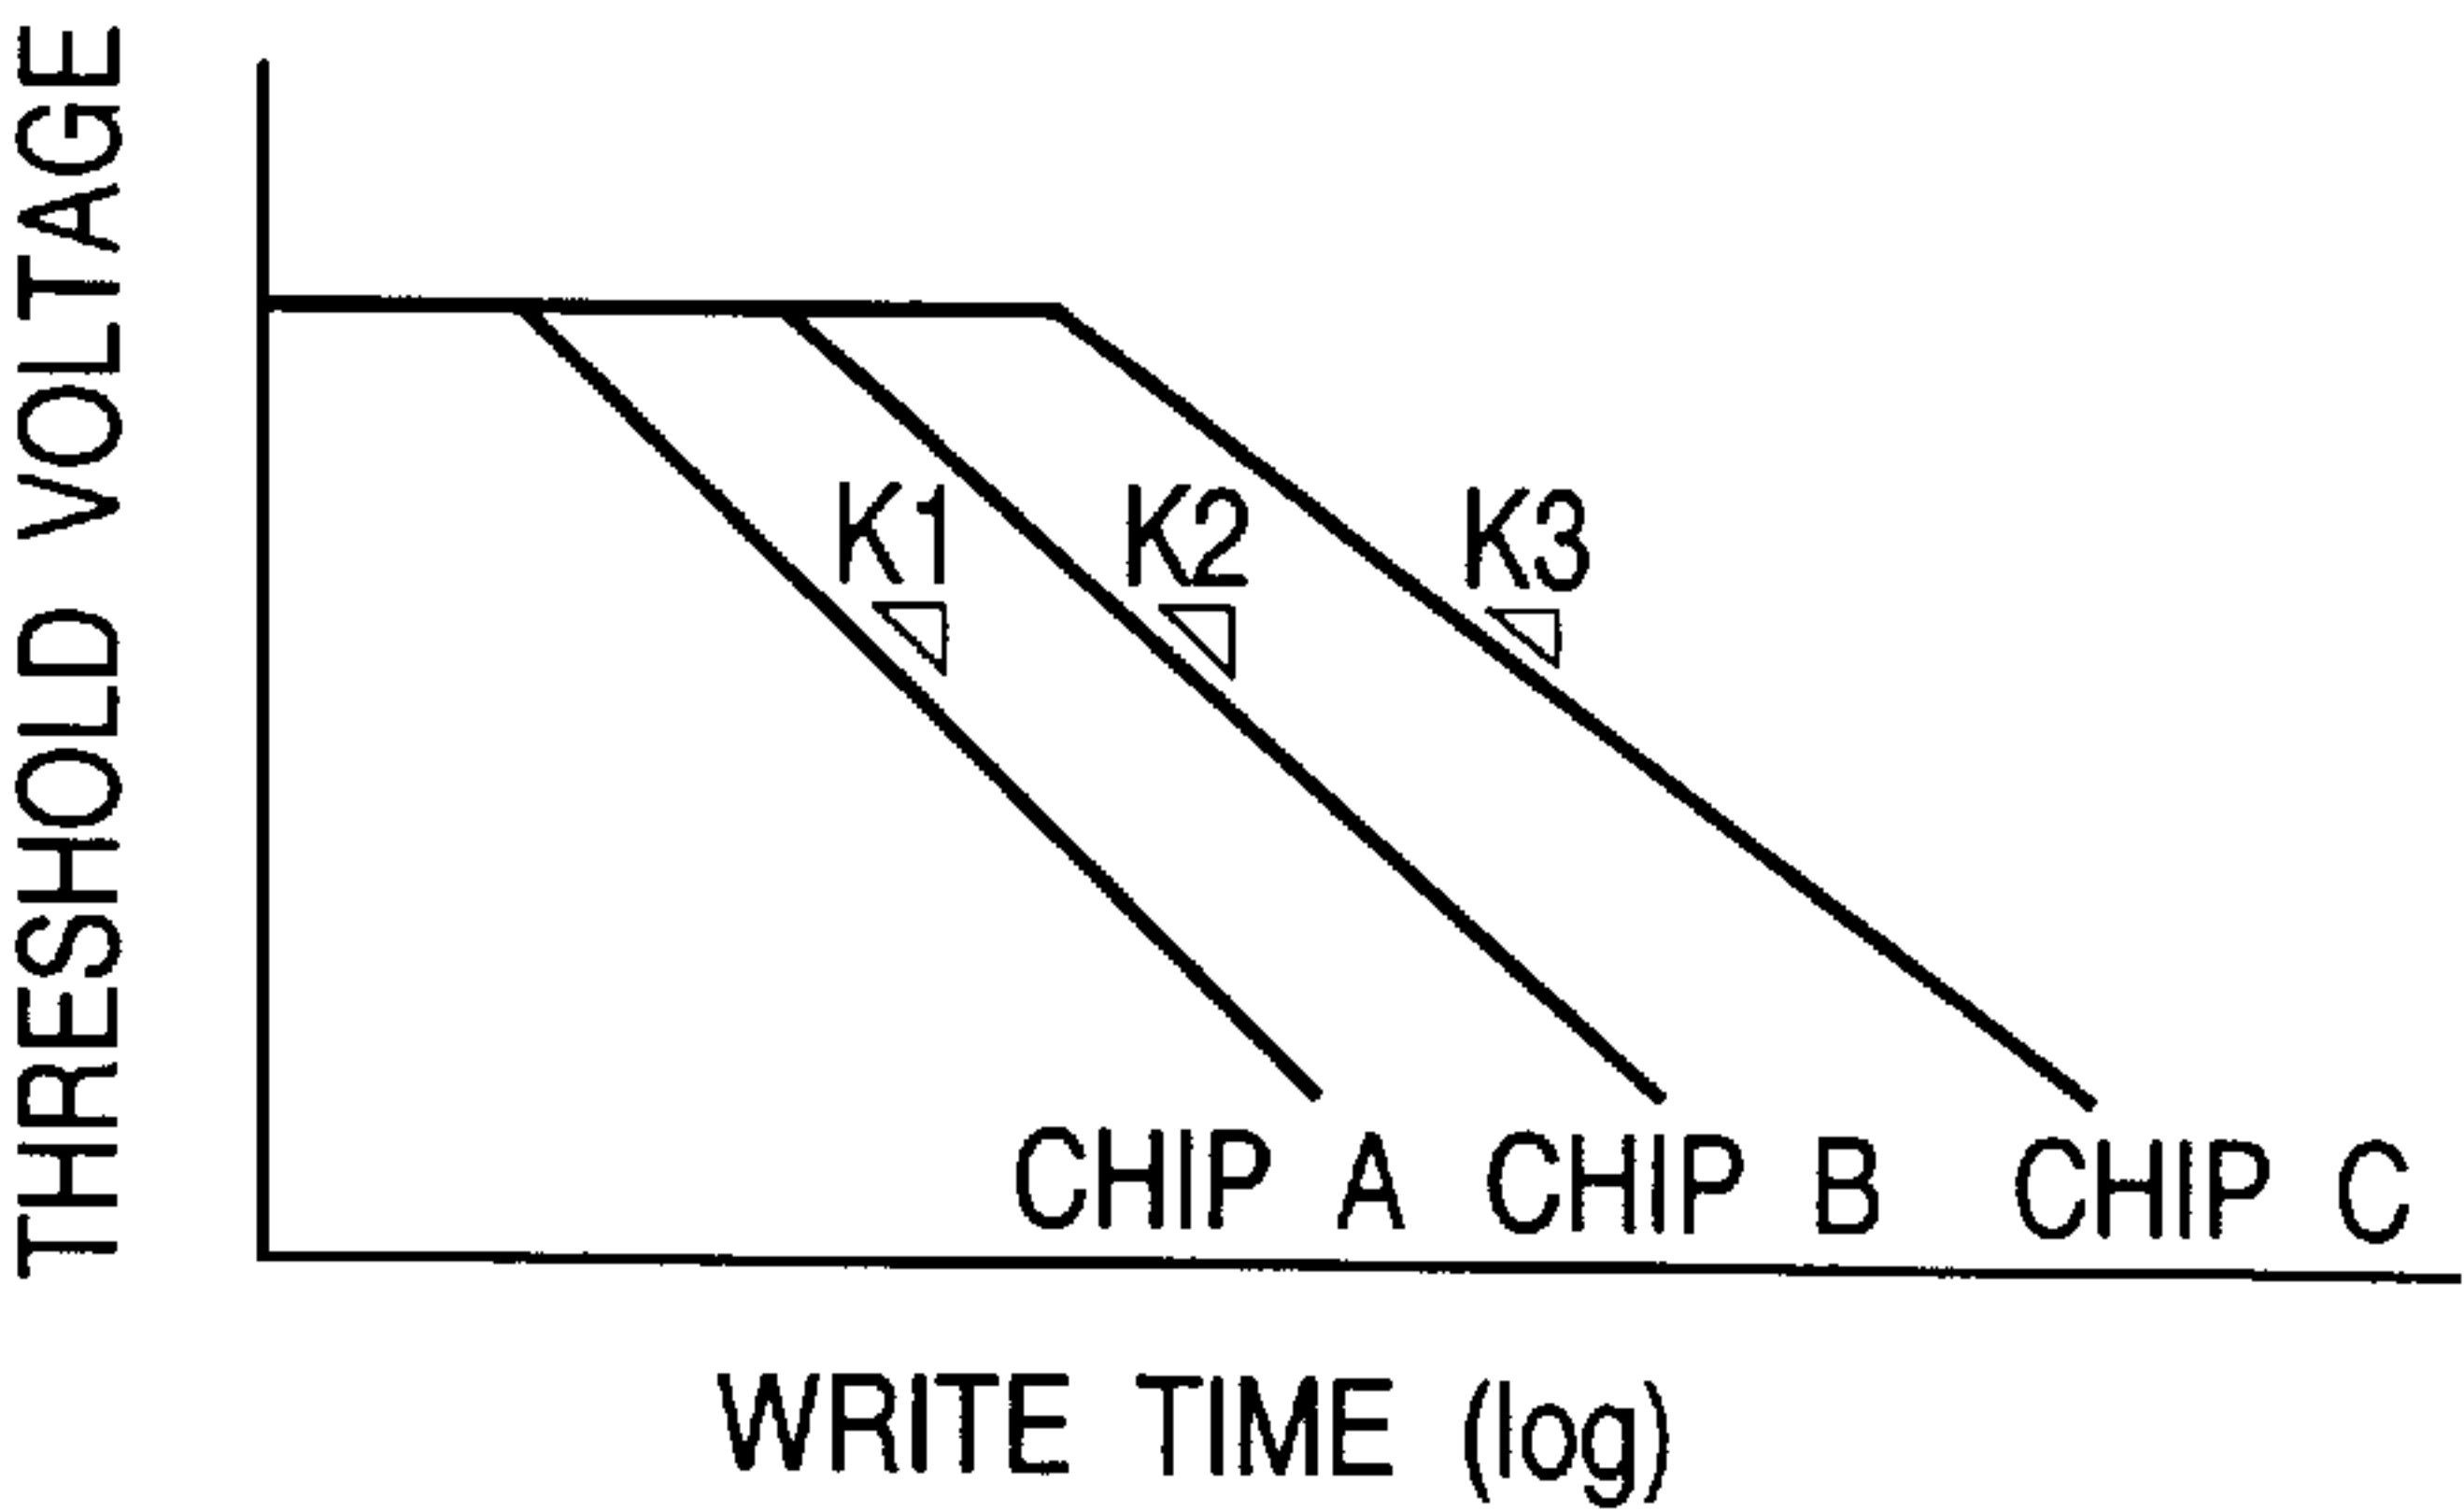 THRESHOLD VOLTAGE
K1
K2
K3
CHIP A
CHIP B
CHIP C
WRITE TIME (log)